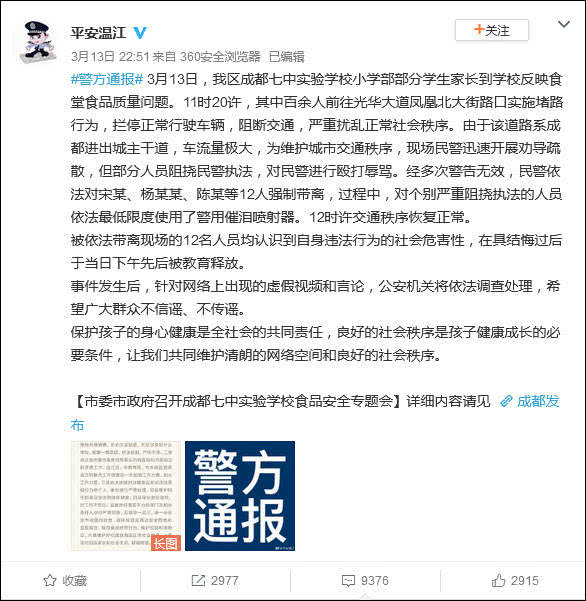 平安温江
关注
3月13日 22:51 来自 360安全浏览器 已编辑
#警方通报# 3月13日，我区成都七中实验学校小学部部分学生家长到学校反映食
堂食品质量问题。11时20许，其中百余人前往光华大道凤凰北大街路口实施堵路
行为，拦停正常行驶车辆，阻断交通，严重扰乱正常社会秩序。由于该道路系成
都进出城主干道，车流量极大，为维护城市交通秩序，现场民警迅速开展劝导疏
散，但部分人员阻挠民警执法，对民警进行殴打辱骂。经多次警告无效，民警依
法对宋某、杨某某、陈某等12人强制带离，过程中，对个别严重阻挠执法的人员
依法最低限度使用了警用催泪喷射器。12时许交通秩序恢复正常。
被依法带离现场的12名人员均认识到自身违法行为的社会危害性，在具结悔过后
于当日下午先后被教育释放。
事件发生后，针对网络上出现的虚假视频和言论，公安机关将依法调查处理，希
望广大群众不信谣、不传谣。
保护孩子的身心健康是全社会的共同责任，良好的社会秩序是孩子健康成长的必
要条件，让我们共同维护清朗的网络空间和良好的社会秩序。
【市委市政府召开成都七中实验学校食品安全专题会】详细内容请见 成都发
布
长图
警方
通报
收藏
2977
9376
2915